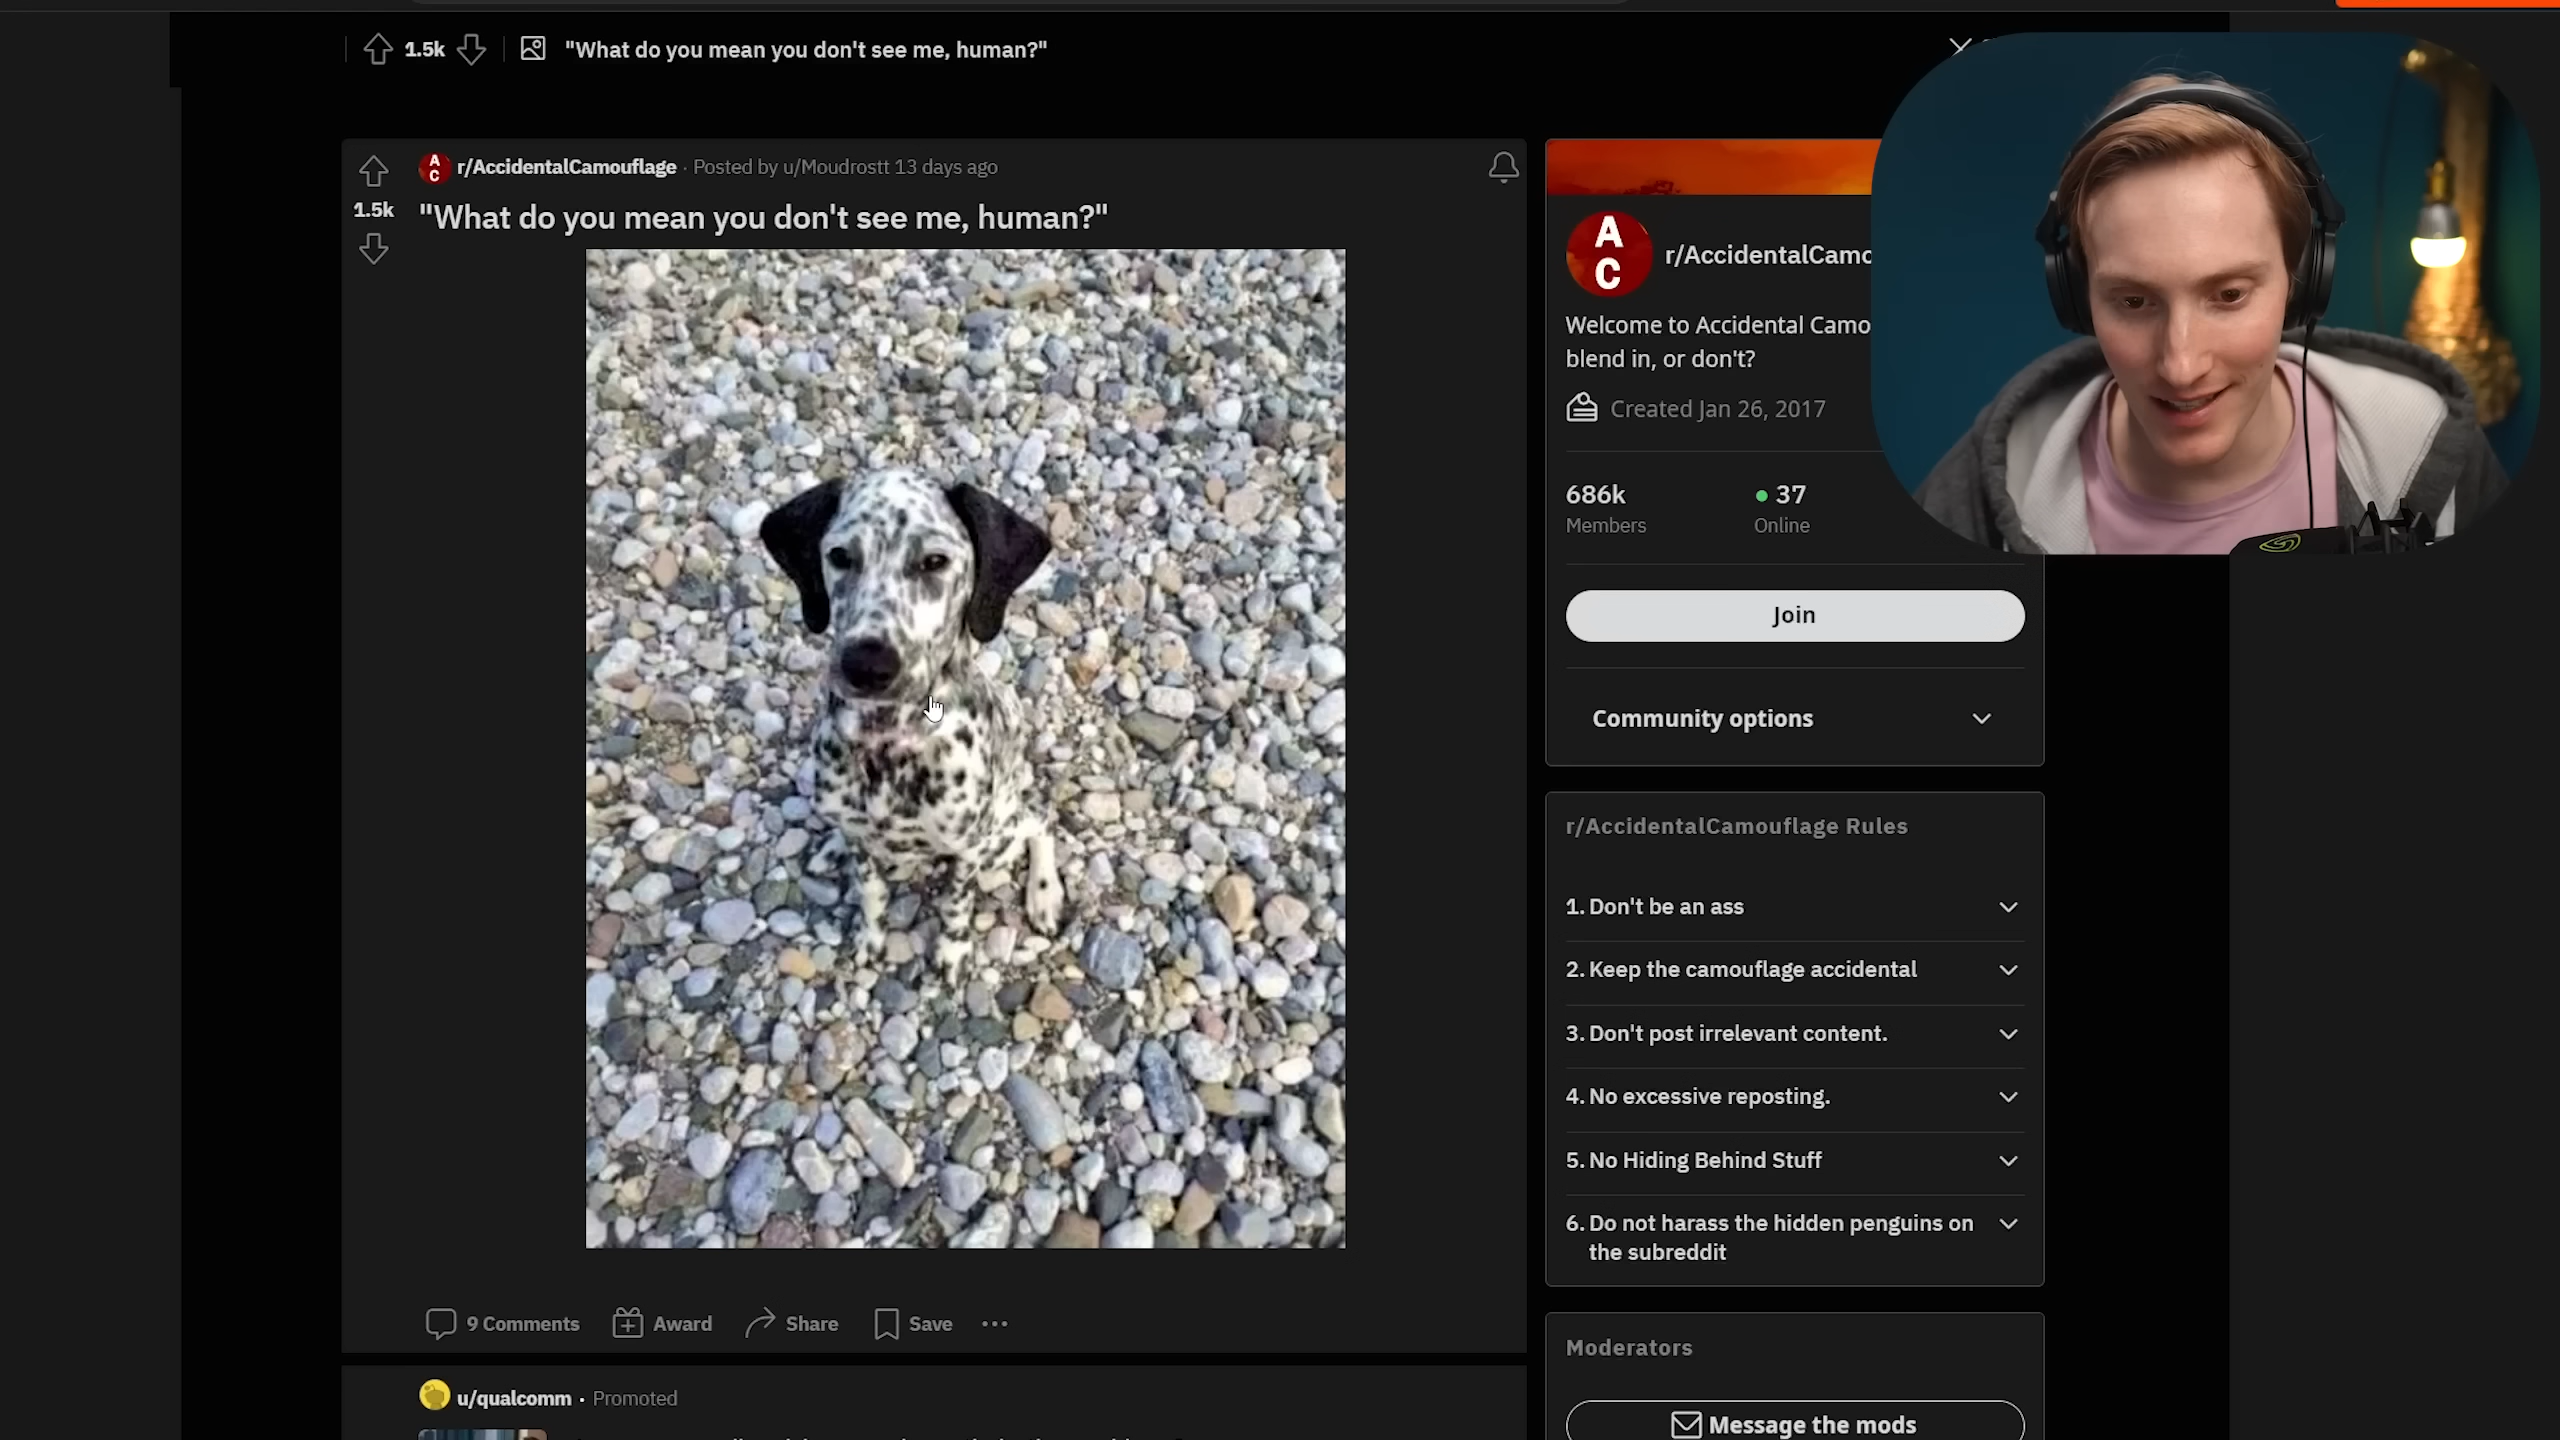 1.5k
"What do you mean you don't see me, human?"
A
C
r/AccidentalCamouflage · Posted by u/Moudrostt 13 days ago
1.5k
"What do you mean you don't see me, human?"
9 Comments
Award
Share
Save
u/qualcomm · Promoted
A
C
r/AccidentalCamo
Welcome to Accidental Camo
blend in, or don't?
Created Jan 26, 2017
686k
37
Members
Online
Join
Community options
r/AccidentalCamouflage Rules
1. Don't be an ass
2. Keep the camouflage accidental
3. Don't post irrelevant content.
4. No excessive reposting.
5. No Hiding Behind Stuff
6. Do not harass the hidden penguins on
the subreddit
Moderators
Message the mods